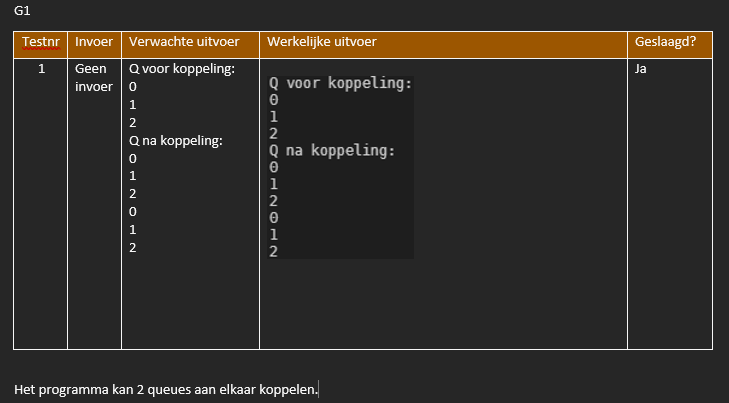 G1
Testnr Invoer Verwachte uitvoer Werkelijke uitvoer Geslaagd?
1 Geen invoer
Q voor koppeling:
0
1
2
Q na koppeling:
0
1
2
0
1
2
Q voor koppeling:
0
1
2
Q na koppeling:
0
1
2
0
1
2
Ja
Het programma kan 2 queues aan elkaar koppelen.